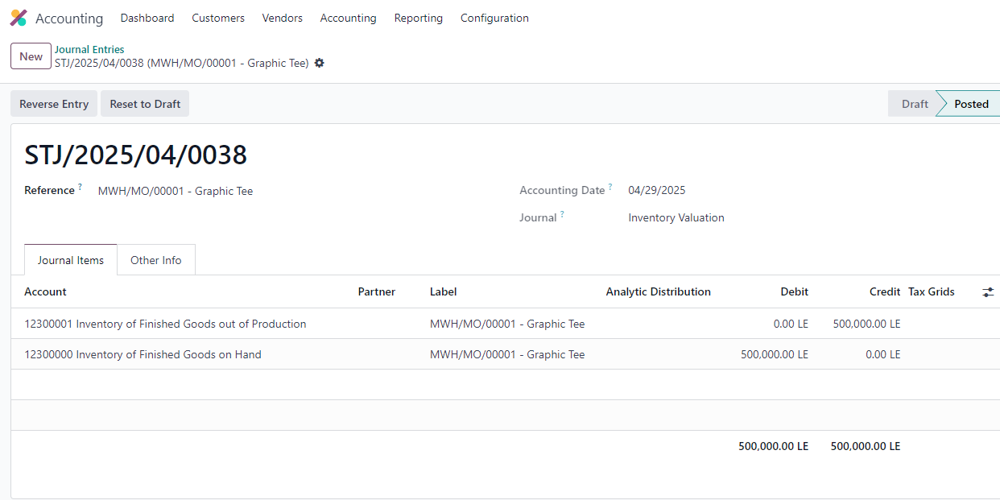 Accounting Dashboard Customers Vendors Accounting Reporting Configuration
New
Journal Entries
STJ/2025/04/0038 (MWH/MO/00001 - Graphic Tee)
Reverse Entry Reset to Draft Draft Posted
STJ/2025/04/0038
Reference ? MWH/MO/00001 - Graphic Tee
Accounting Date ? 04/29/2025
Journal ? Inventory Valuation
Journal Items Other Info
Account Partner Label Analytic Distribution Debit Credit Tax Grids
12300001 Inventory of Finished Goods out of Production MWH/MO/00001 - Graphic Tee 0.00 LE 500,000.00 LE
12300000 Inventory of Finished Goods on Hand MWH/MO/00001 - Graphic Tee 500,000.00 LE 0.00 LE
500,000.00 LE 500,000.00 LE